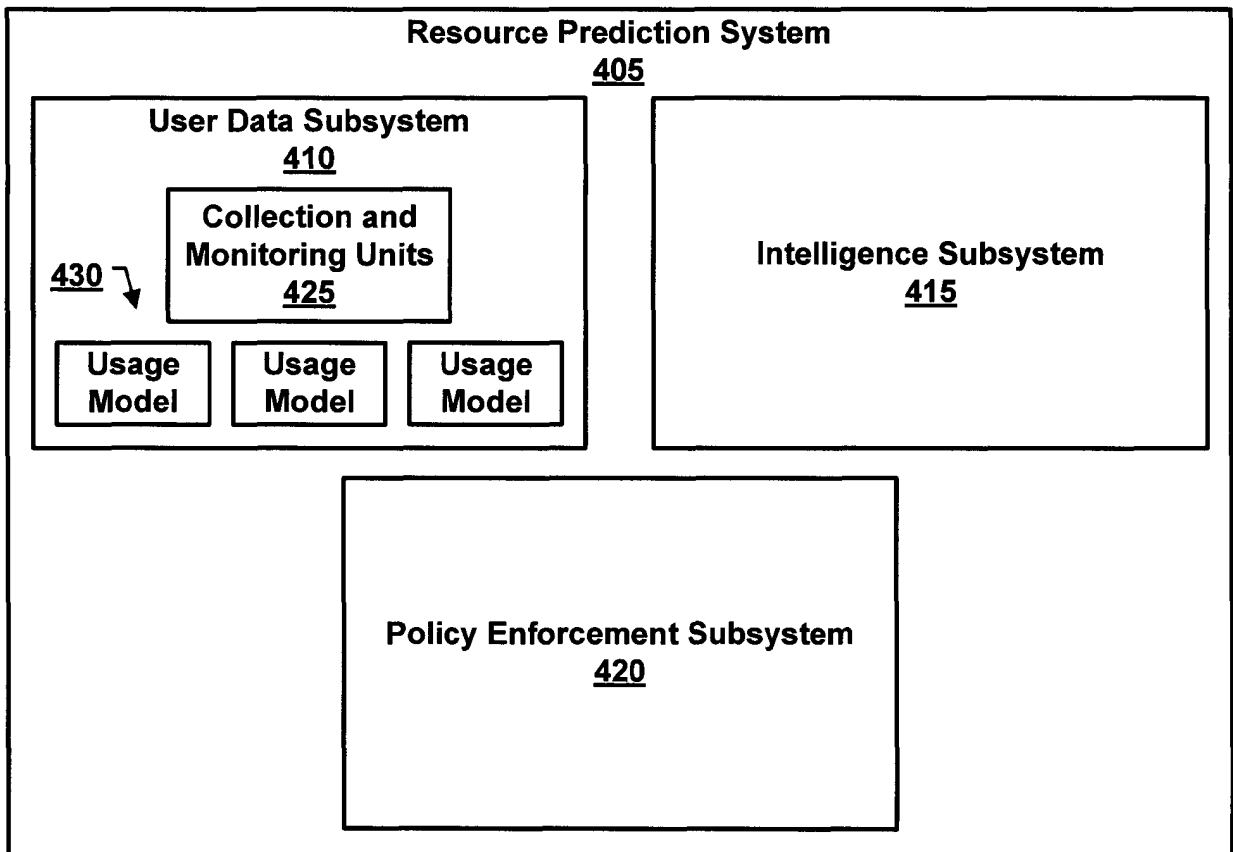 Resource Prediction System
405
User Data Subsystem
410
Collection and
Monitoring Units
425
430
Usage
Model
Usage
Model
Usage
Model
Intelligence Subsystem
415
Policy Enforcement Subsystem
420